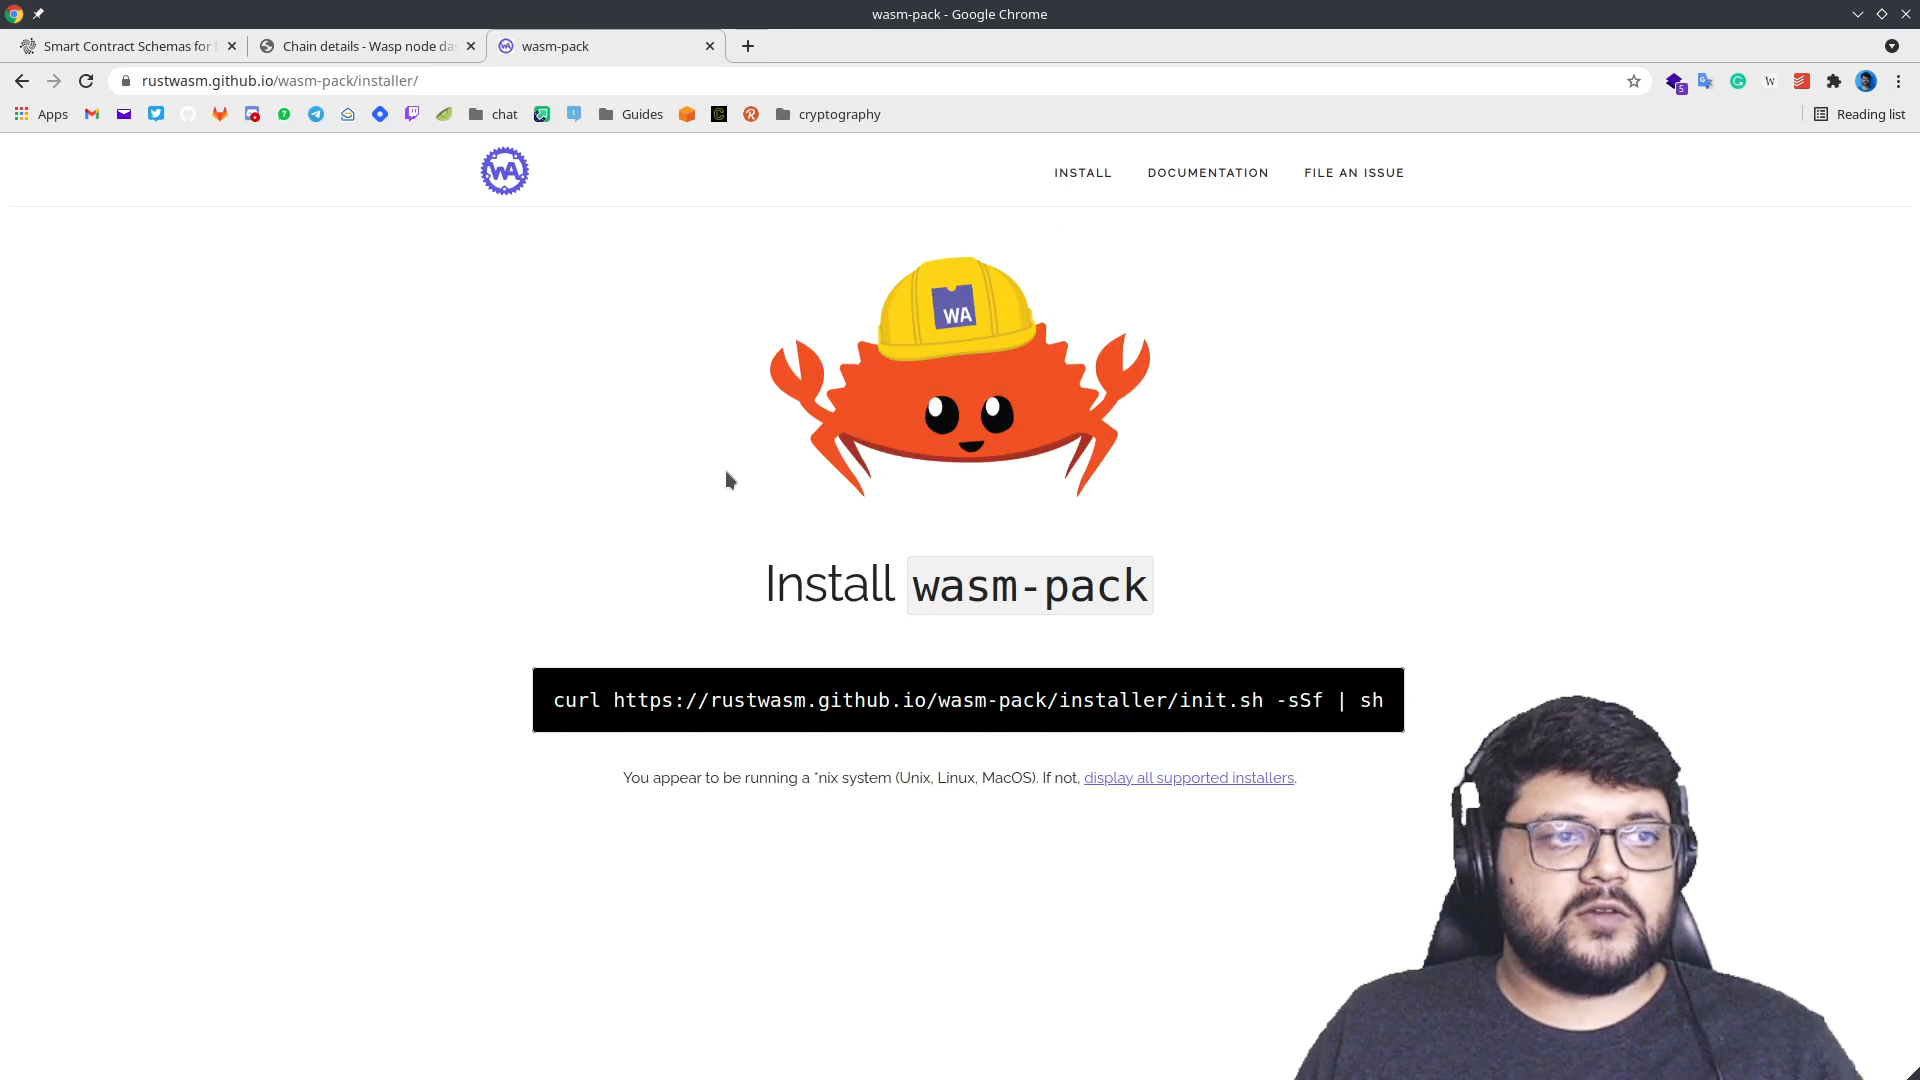 wasm-pack - Google Chrome
Smart Contract Schemas for I
Chain details - Wasp node das
wasm-pack
rustwasm.github.io/wasm-pack/installer/
5
W
Apps
chat
Guides
cryptography
Reading list
WA
INSTALL
DOCUMENTATION
FILE AN ISSUE
WA
Install wasm-pack
curl https://rustwasm.github.io/wasm-pack/installer/init.sh -sSf | sh
You appear to be running a *nix system (Unix, Linux, MacOS). If not, display all supported installers.